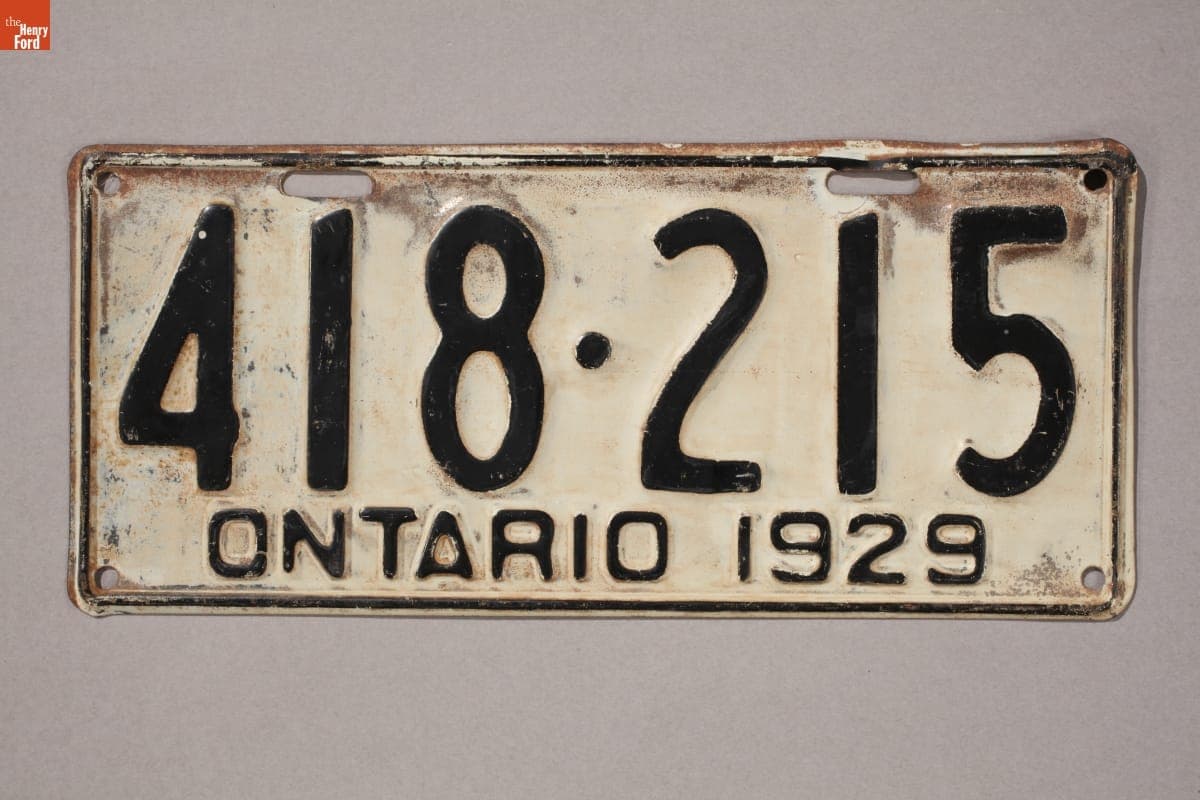 the
Henry
Ford
418·215
ONTARIO 1929